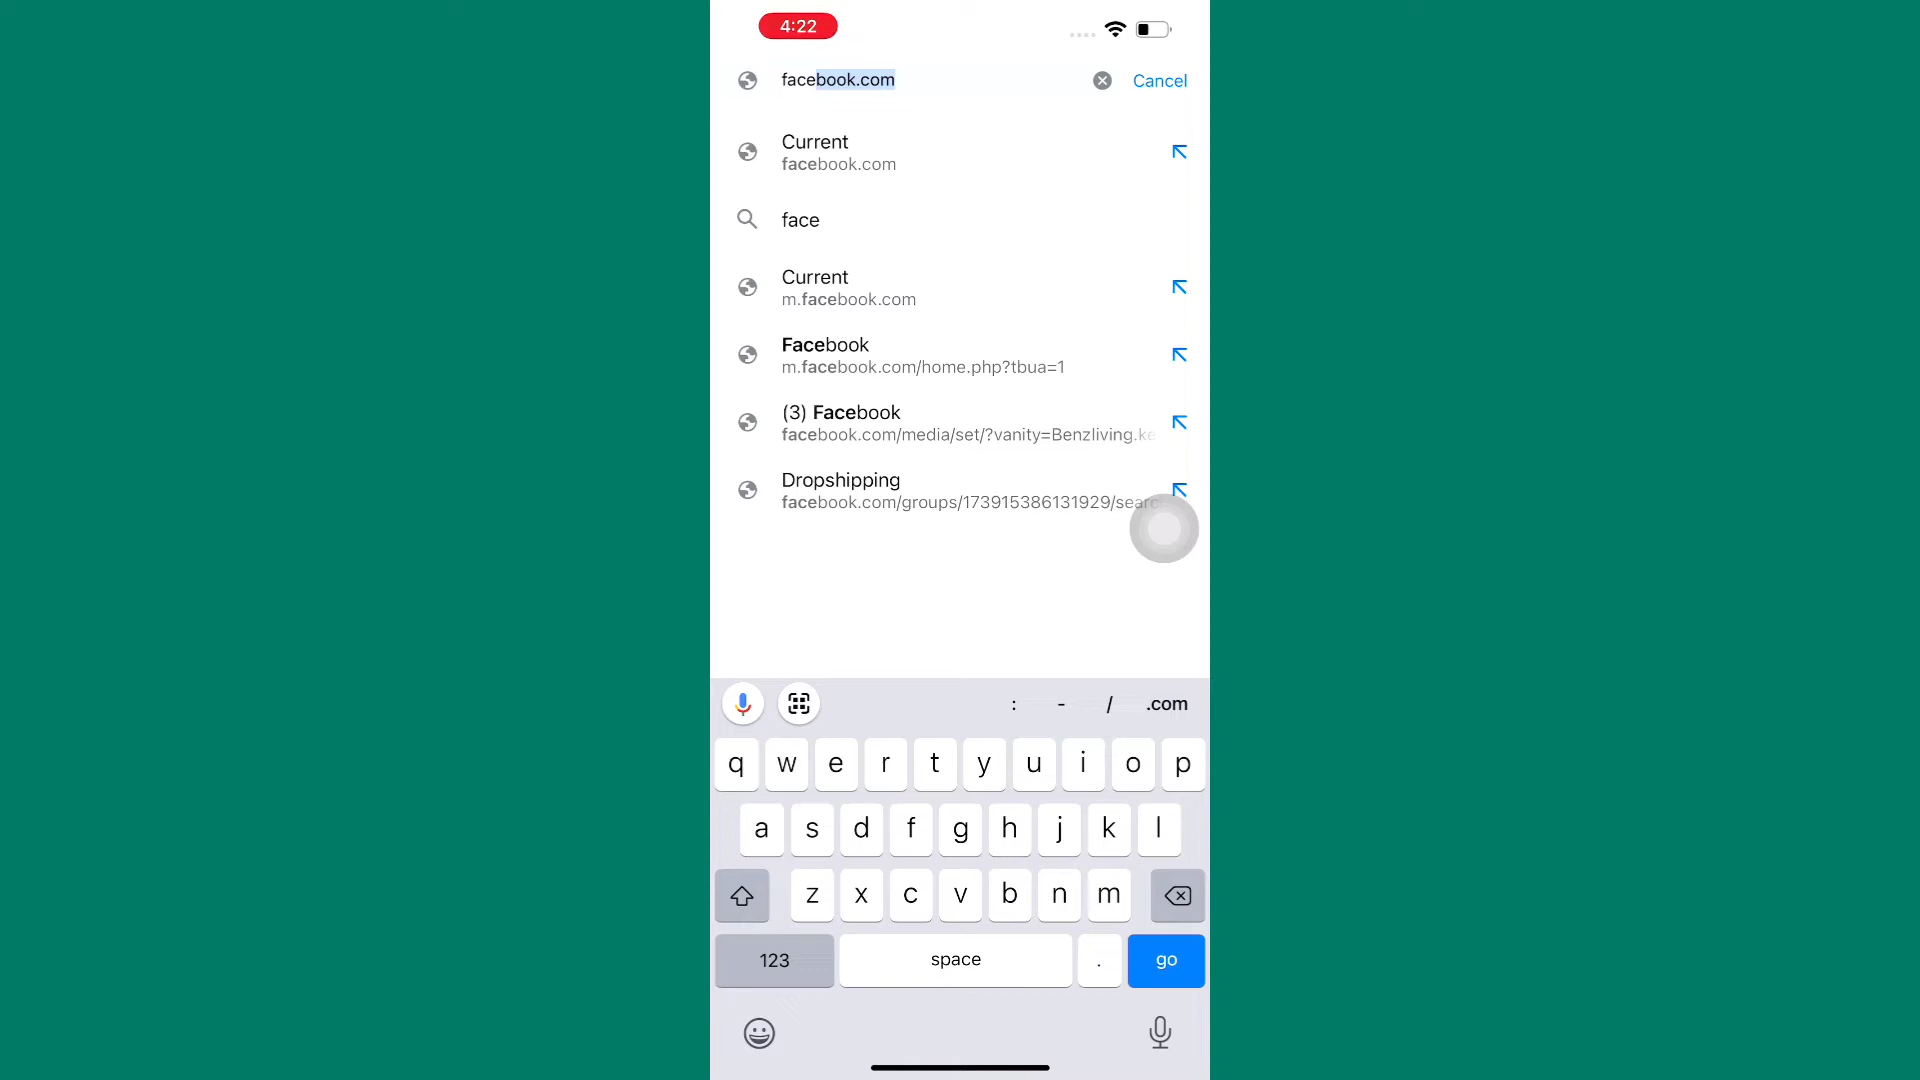 4:22
facebook.com
Cancel
Current
facebook.com
face
Current
m.facebook.com
Facebook
m.facebook.com/home.php?tbua=1
(3) Facebook
facebook.com/media/set/?vanity=Benzliving.ke
Dropshipping
facebook.com/groups/173915386131929/searc
: - / .com
q w e r t y u i o p
a s d f g h j k l
z x c v b n m
123 space . go